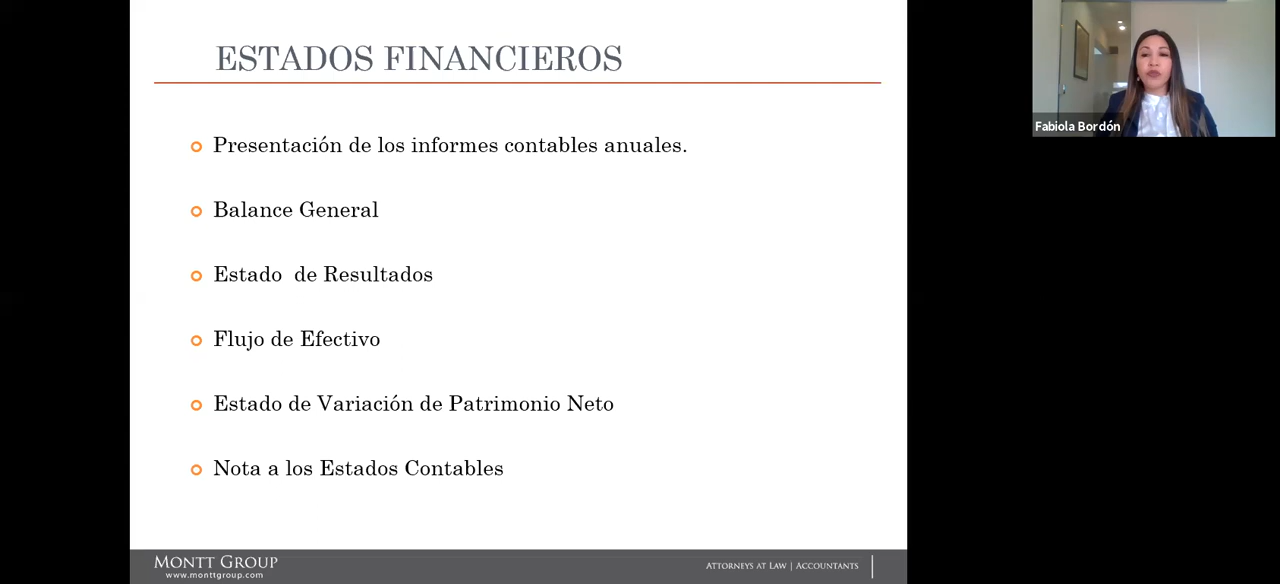 ESTADOS FINANCIEROS
Presentación de los informes contables anuales.
Balance General
Estado de Resultados
Flujo de Efectivo
Estado de Variación de Patrimonio Neto
Nota a los Estados Contables
MONTT GROUP
www.monttgroup.com
ATTORNEYS AT LAW | ACCOUNTANTS
Fabiola Bordón